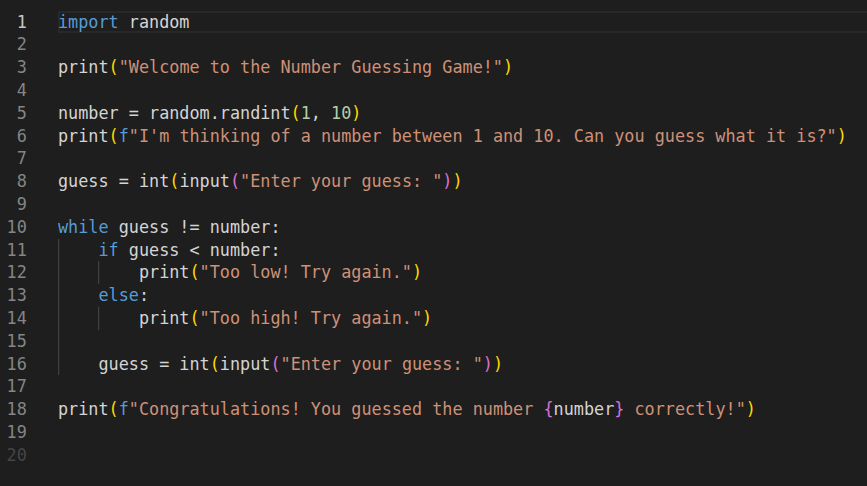 1 import random
2
3 print("Welcome to the Number Guessing Game!")
4
5 number = random.randint(1, 10)
6 print(f"I'm thinking of a number between 1 and 10. Can you guess what it is?")
7
8 guess = int(input("Enter your guess: "))
9
10 while guess != number:
11     if guess < number:
12         print("Too low! Try again.")
13     else:
14         print("Too high! Try again.")
15
16     guess = int(input("Enter your guess: "))
17
18 print(f"Congratulations! You guessed the number {number} correctly!")
19
20